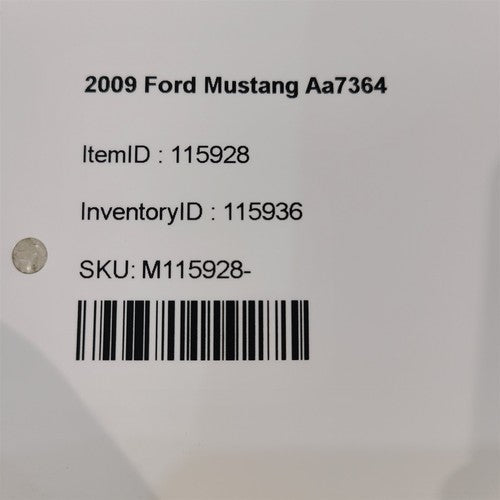 2009 Ford Mustang Aa7364
ItemID : 115928
InventoryID : 115936
SKU: M115928-